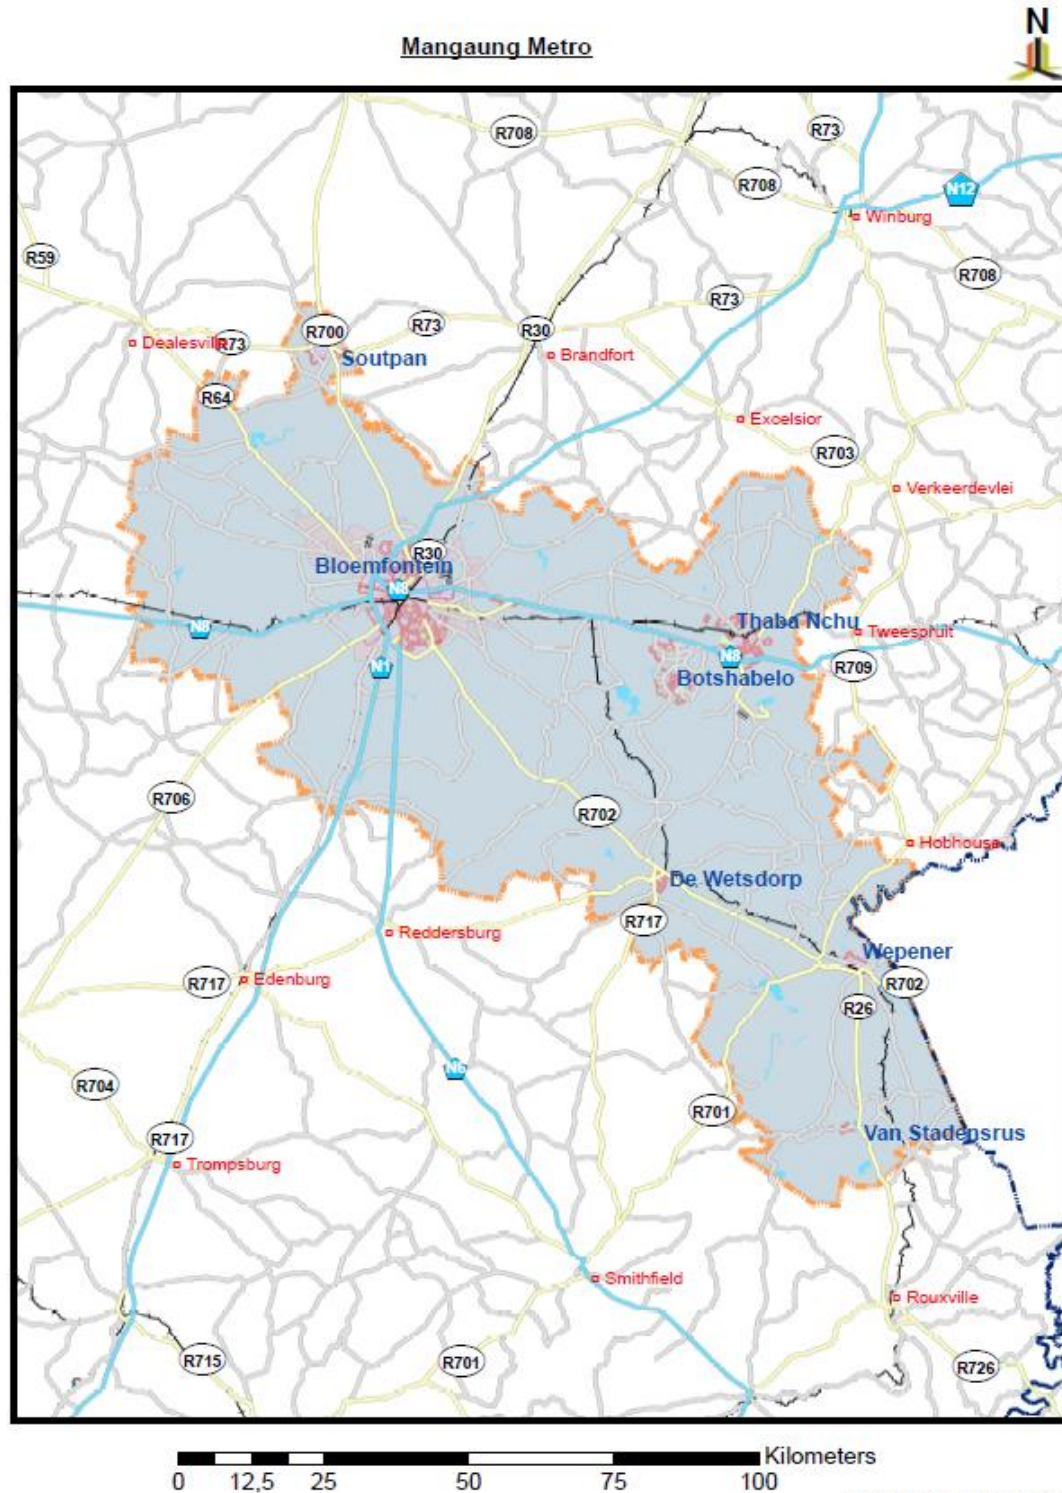 N
Mangaung Metro
R708
R73
R708
N12
Winburg
R59
R708
R73
Dealesville
R73
R700
R73
R30
Soutpan
Brandfort
R64
Excelsior
R703
Verkeerdevlei
R30
Bloemfontein
N8
N8
Thaba Nchu
Tweespruit
N8
N1
R709
Botshabelo
R706
R702
Hobhouse
De Wetsdorp
R717
Reddersburg
Wepener
R717
Edenburg
R702
R26
N6
R704
R701
R717
Van Stadensrus
Trompsburg
Smithfield
Rouxville
R715
R701
R726
Kilometers
0 12,5 25 50 75 100